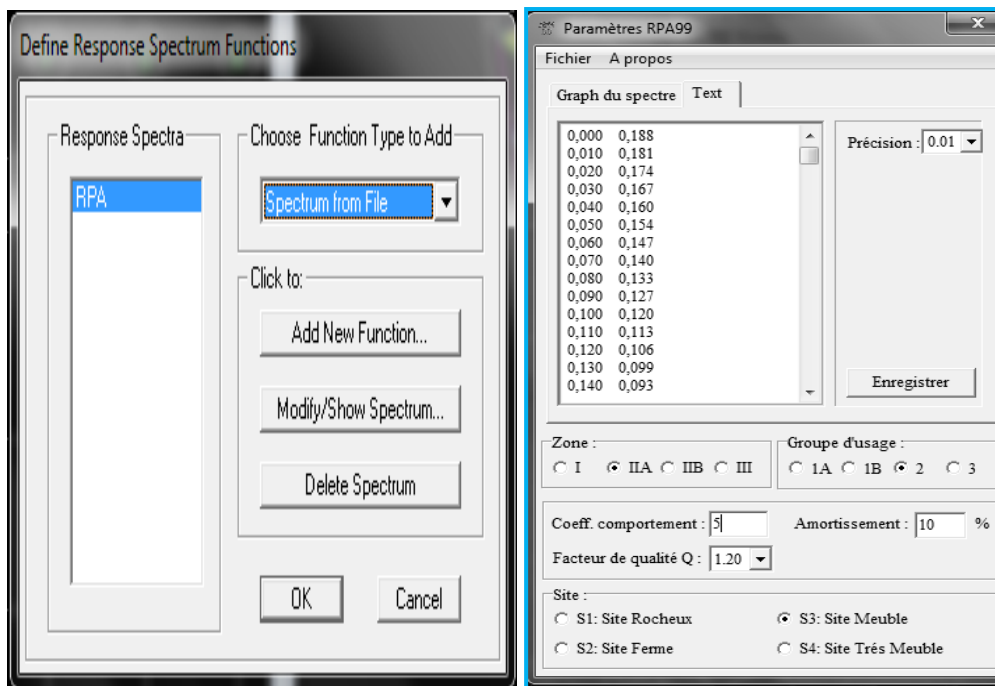 Define Response Spectrum Functions
Response Spectra
RPA
Choose Function Type to Add
Spectrum from File
Click to:
Add New Function...
Modify/Show Spectrum...
Delete Spectrum
OK
Cancel
Paramètres RPA99
Fichier A propos
Graph du spectre Text
0,000 0,188
0,010 0,181
0,020 0,174
0,030 0,167
0,040 0,160
0,050 0,154
0,060 0,147
0,070 0,140
0,080 0,133
0,090 0,127
0,100 0,120
0,110 0,113
0,120 0,106
0,130 0,099
0,140 0,093
Précision : 0.01
Enregistrer
Zone :
I IIA IIB III
Groupe d'usage :
1A 1B 2 3
Coeff. comportement : 5 Amortissement : 10 %
Facteur de qualité Q : 1.20
Site :
S1: Site Rocheux S3: Site Meuble
S2: Site Ferme S4: Site Trés Meuble